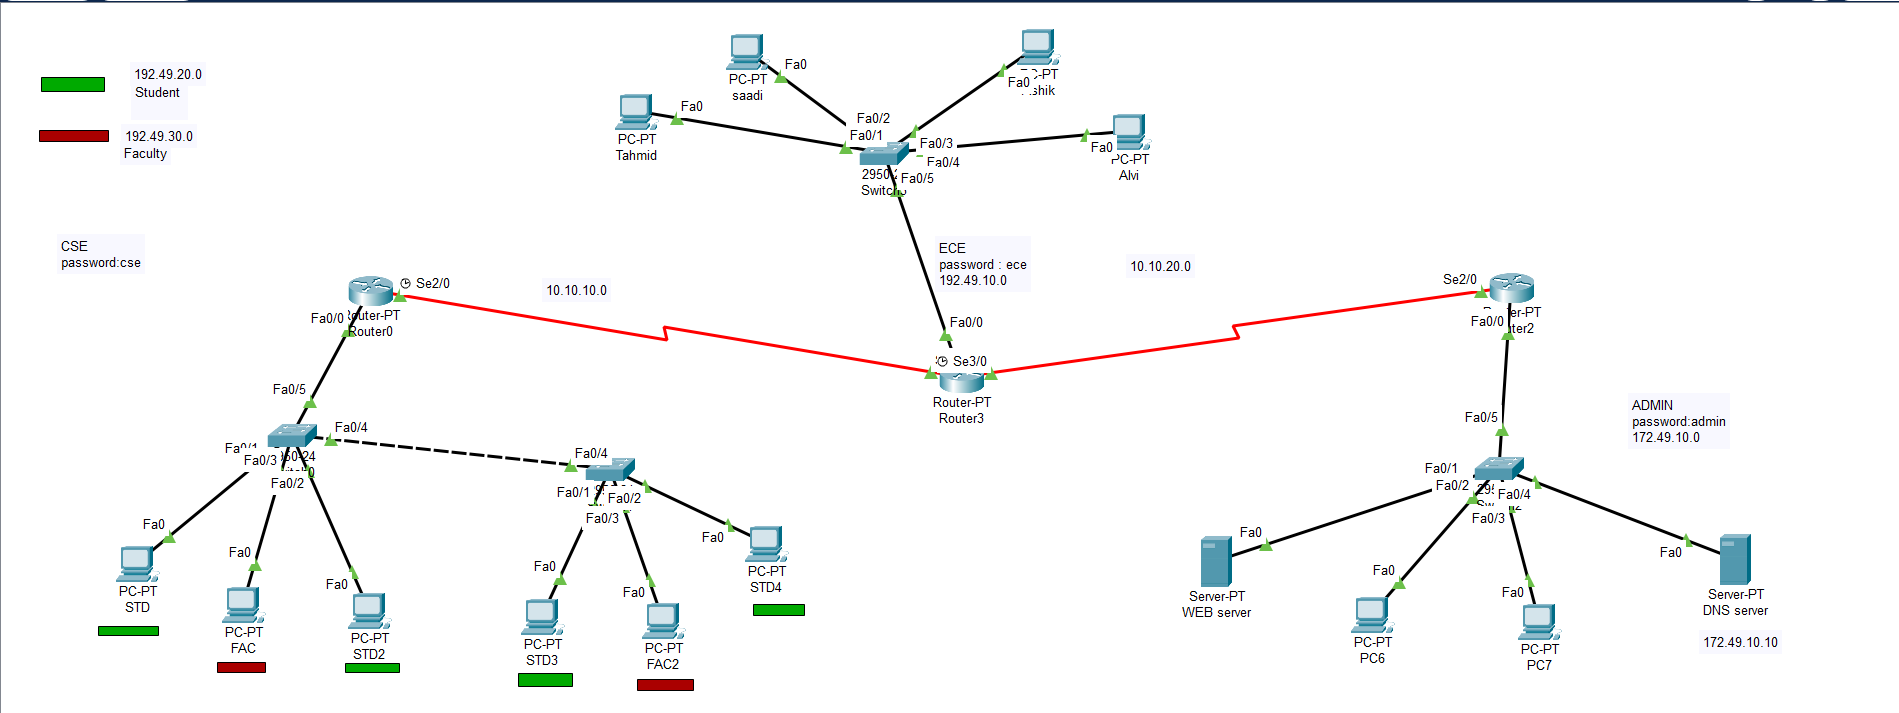 192.49.20.0
Student
192.49.30.0
Faculty
CSE
password:cse
PC-PT
saadi
Fa0
PC-PT
Tahmid
Fa0
Fa0
PC-PT
Alvi
Fa0
Fa0/2
Fa0/1
Fa0/3
Fa0/4
Fa0/5
2950
ECE
password : ece
192.49.10.0
10.10.20.0
10.10.10.0
Se2/0
Fa0/0
Router0
Fa0/0
Se3/0
Router-PT
Router3
Se2/0
Fa0/0
Fa0/5
Fa0/4
Fa0/3
Fa0/2
Fa0
PC-PT
STD
Fa0
PC-PT
FAC
Fa0
PC-PT
STD2
Fa0/4
Fa0/1
Fa0/2
Fa0/3
Fa0
PC-PT
STD3
Fa0
PC-PT
FAC2
Fa0
PC-PT
STD4
ADMIN
password:admin
172.49.10.0
Fa0/5
Fa0/1
Fa0/2
Fa0/4
Fa0/3
Fa0
Server-PT
WEB server
Fa0
PC-PT
PC6
Fa0
PC-PT
PC7
Fa0
Server-PT
DNS server
172.49.10.10